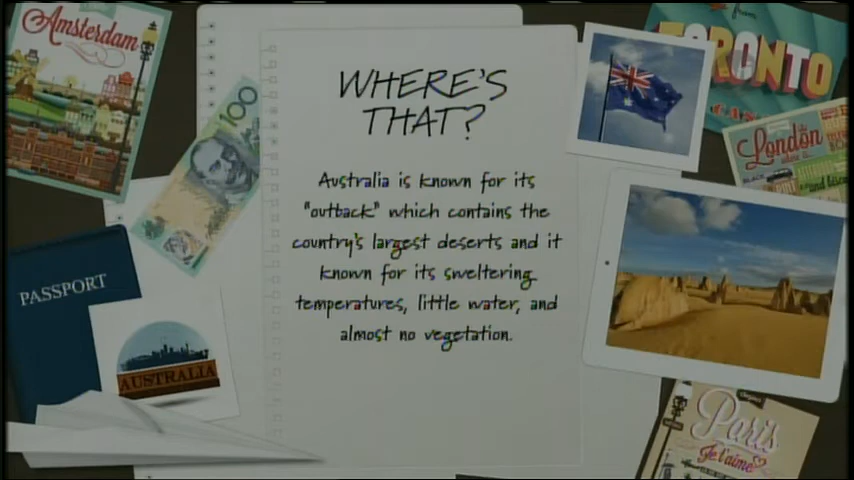 Amsterdam
100
WHERE'S
THAT?
Australia is known for its
"outback" which contains the
country's largest deserts and it
known for its sweltering
temperatures, little water, and
almost no vegetation.
PASSPORT
AUSTRALIA
from
TORONTO
London
Paris
Je t'aime